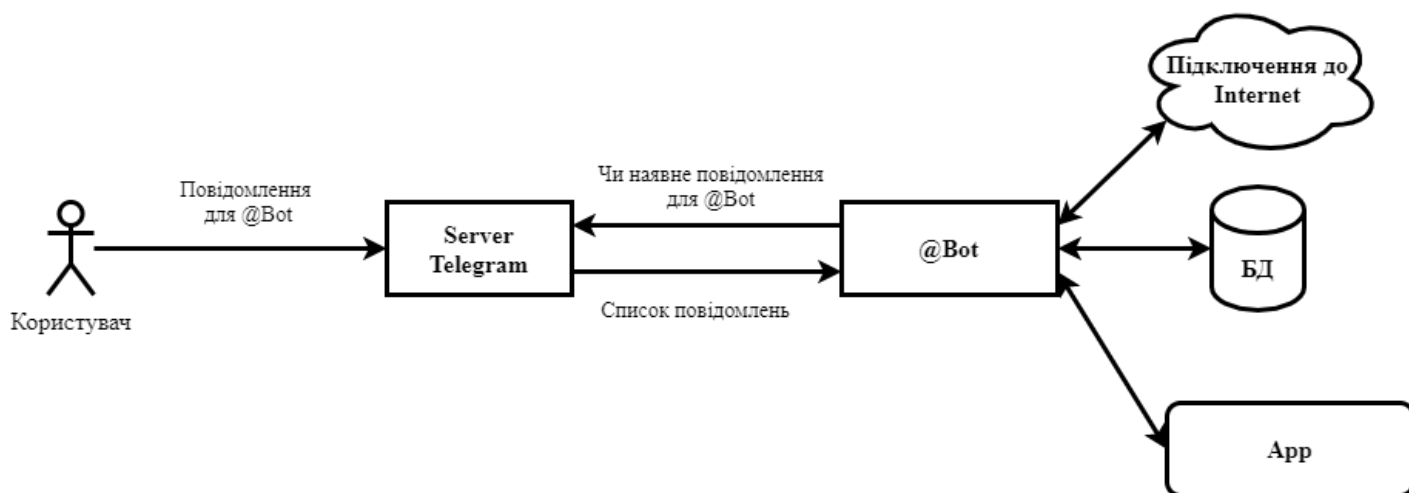 Підключення до
Internet
Повідомлення
для @Bot
Чи наявне повідомлення
для @Bot
Server
Telegram
@Bot
БД
Список повідомлень
Користувач
App